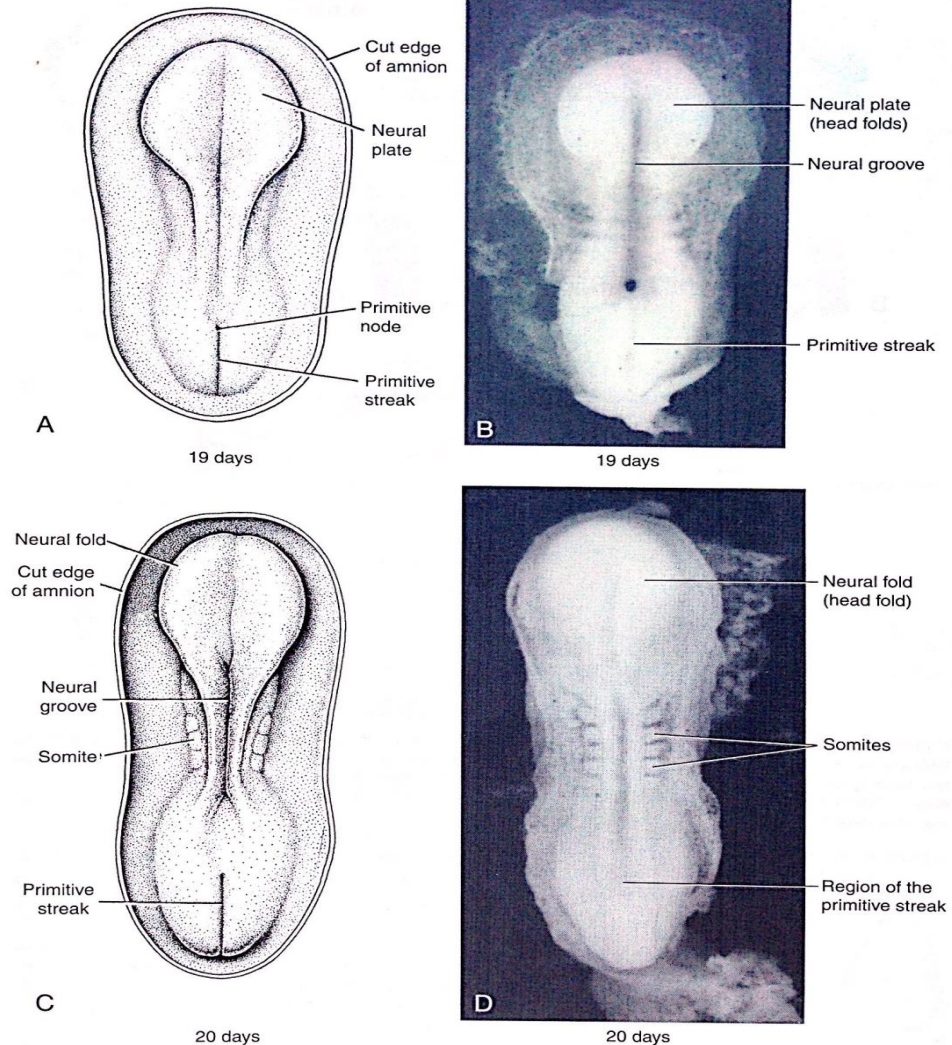 Cut edge
of amnion
Neural
plate
Primitive
node
Primitive
streak
A
19 days
Neural plate
(head folds)
Neural groove
Primitive streak
B
19 days
Neural fold
Cut edge
of amnion
Neural
groove
Somite
Primitive
streak
C
20 days
Neural fold
(head fold)
Somites
Region of the
primitive streak
D
20 days